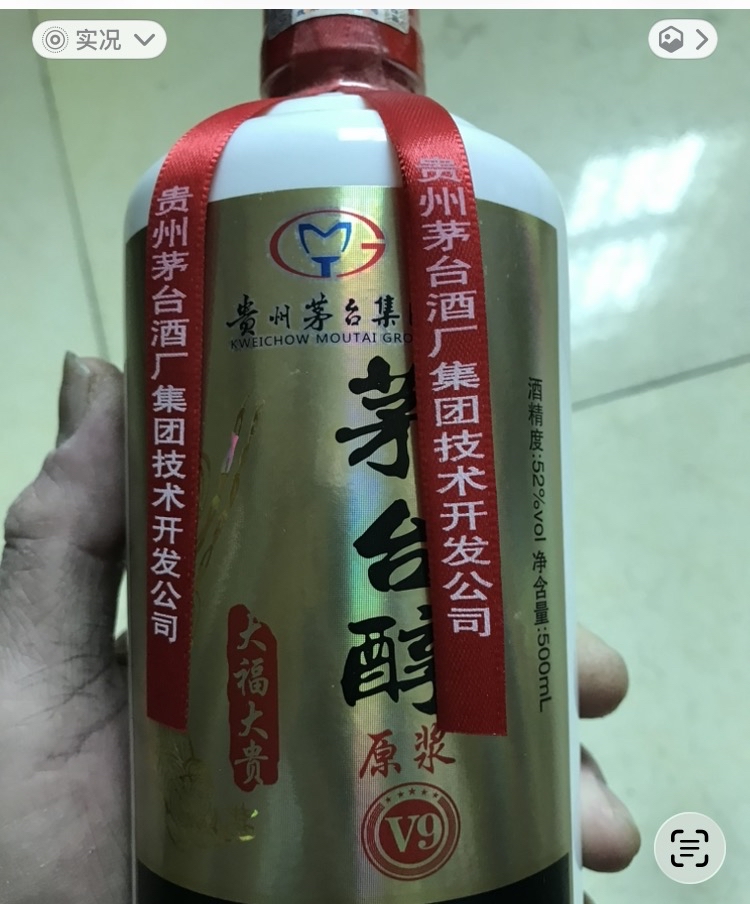 实况
贵州茅台酒厂集团技术开发公司
贵州茅台酒厂集团技术开发公司
贵州茅台集
KWEICHOW MOUTAI GRO
茅台醇
酒精度:52%vol 净含量:500mL
大福大贵
原浆
V9